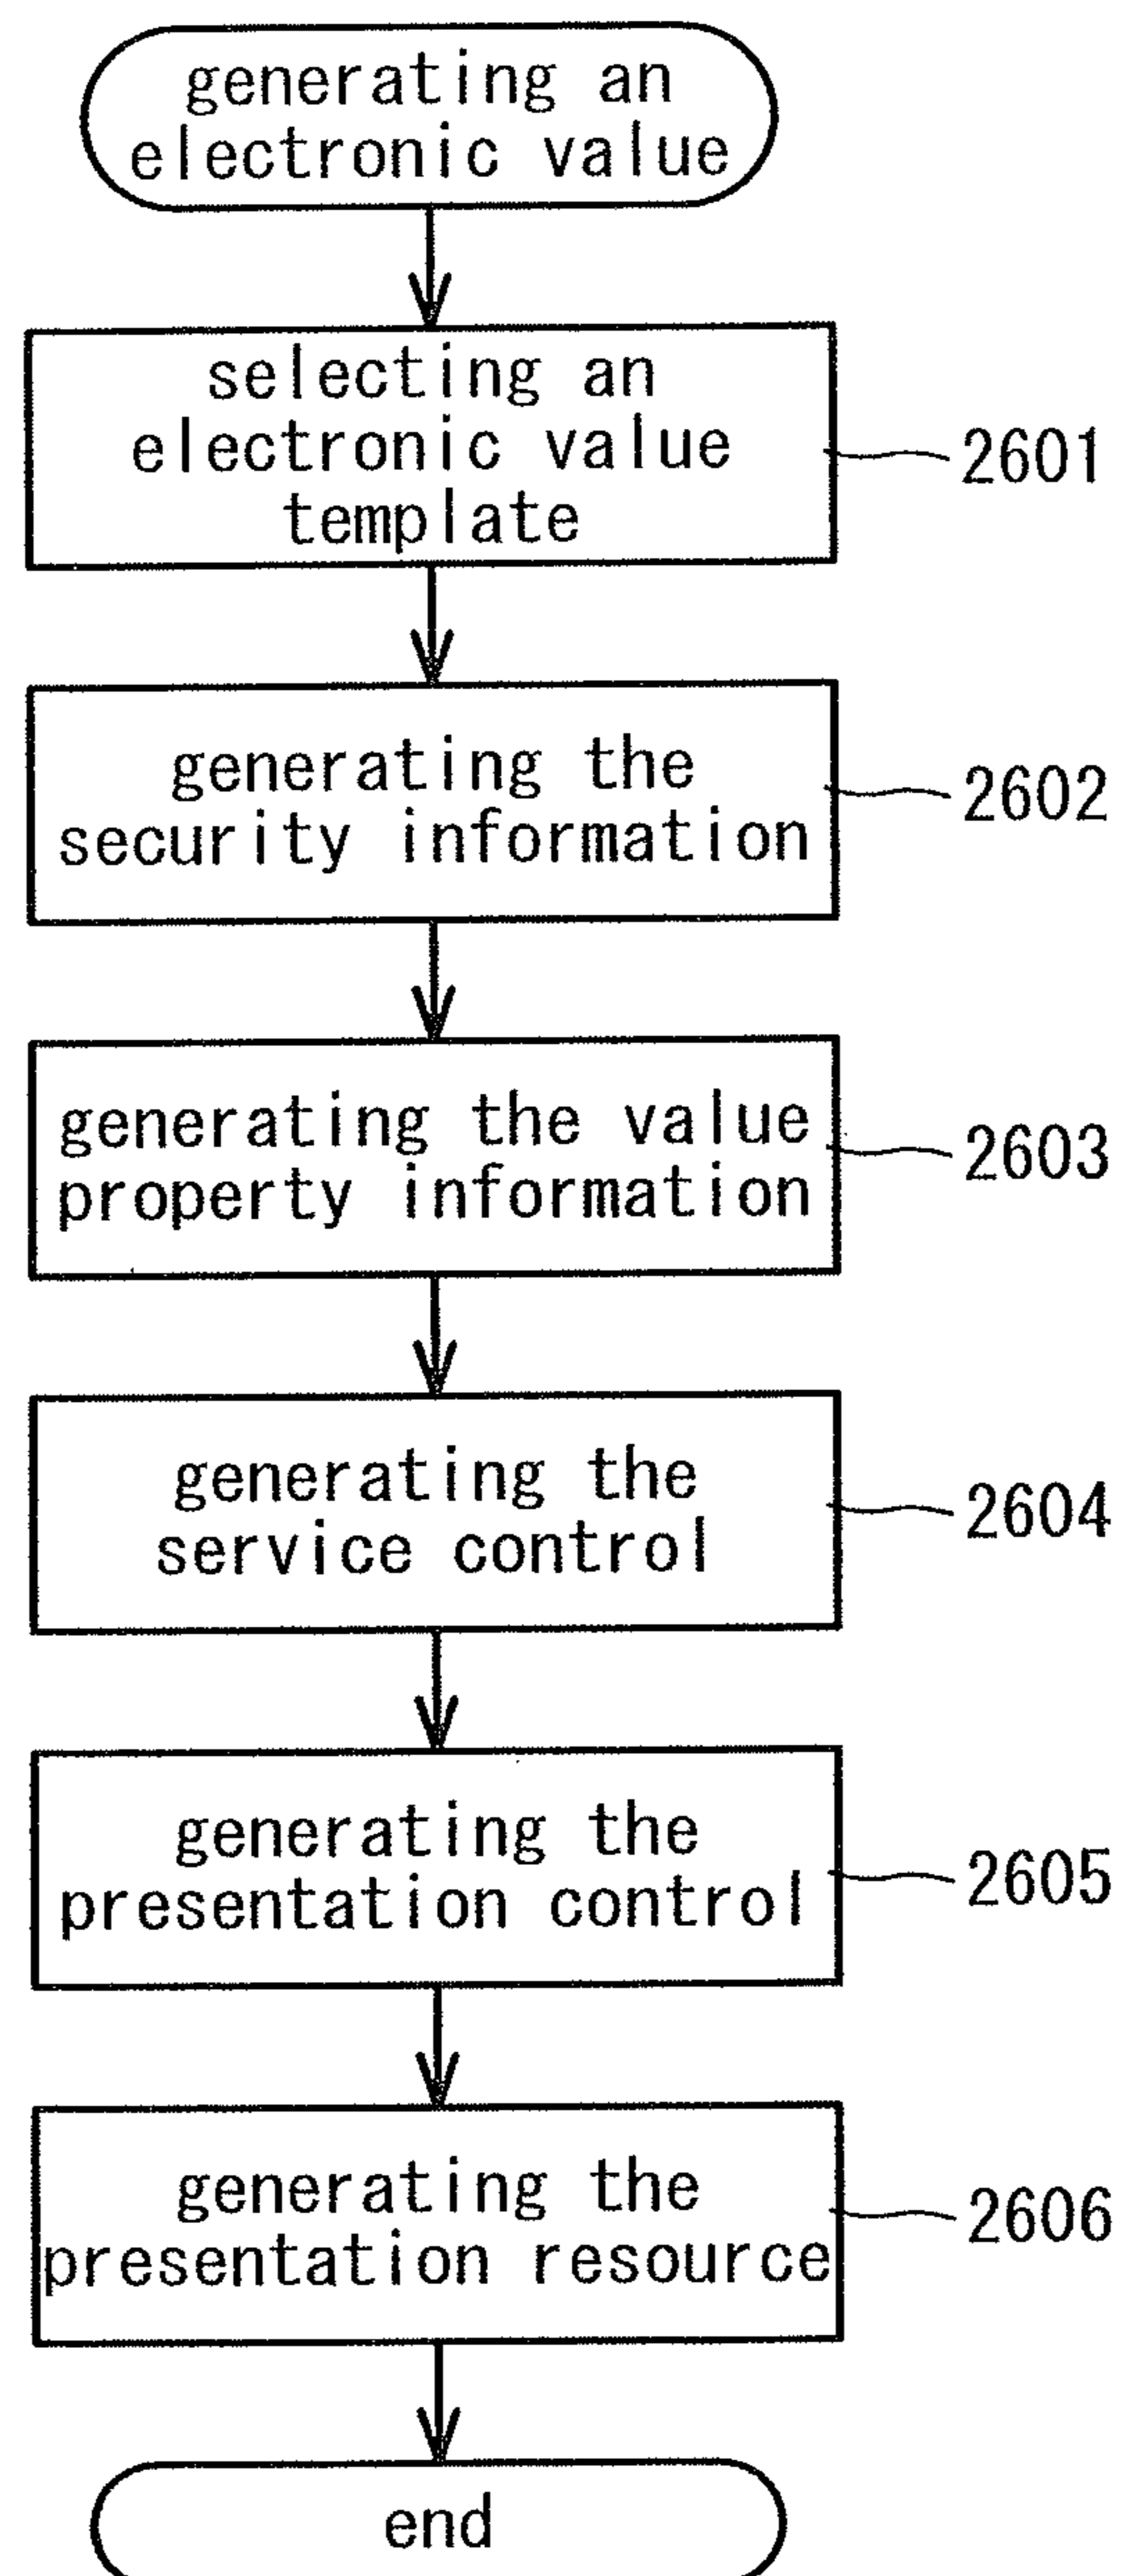 generating an
electronic value
selecting an
electronic value
template
2601
generating the
security information
2602
generating the value
property information
2603
generating the
service control
2604
generating the
presentation control
2605
generating the
presentation resource
2606
end